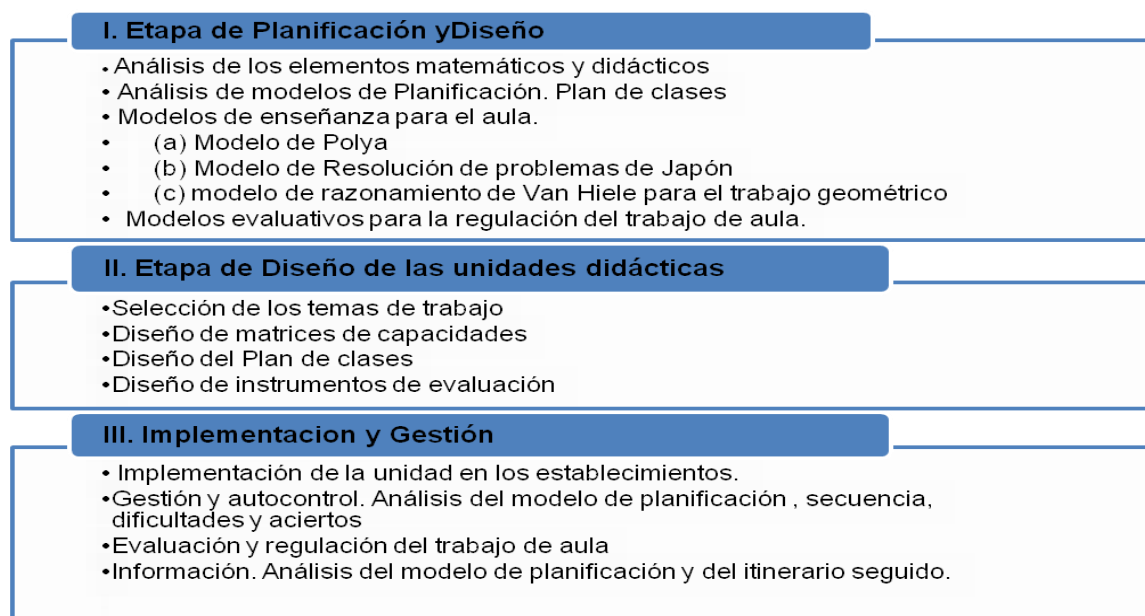 I. Etapa de Planificación yDiseño
• Análisis de los elementos matemáticos y didácticos
• Análisis de modelos de Planificación. Plan de clases
• Modelos de enseñanza para el aula.
• (a) Modelo de Polya
• (b) Modelo de Resolución de problemas de Japón
• (c) modelo de razonamiento de Van Hiele para el trabajo geométrico
• Modelos evaluativos para la regulación del trabajo de aula.
II. Etapa de Diseño de las unidades didácticas
•Selección de los temas de trabajo
•Diseño de matrices de capacidades
•Diseño del Plan de clases
•Diseño de instrumentos de evaluación
III. Implementacion y Gestión
• Implementación de la unidad en los establecimientos.
•Gestión y autocontrol. Análisis del modelo de planificación , secuencia,
dificultades y aciertos
•Evaluación y regulación del trabajo de aula
•Información. Análisis del modelo de planificación y del itinerario seguido.